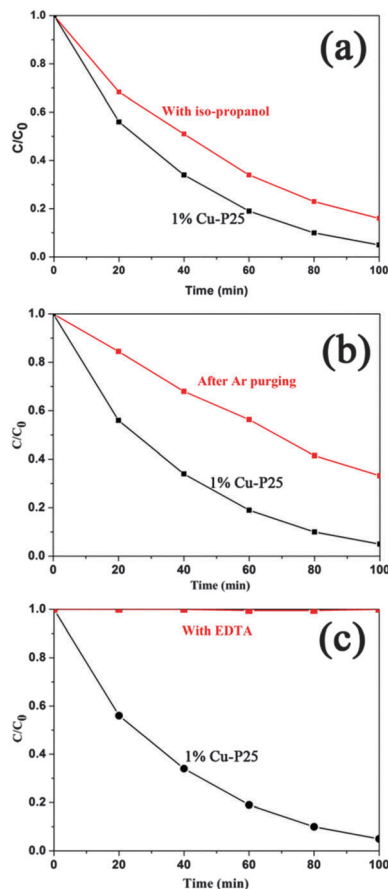 (a)
1.0
0.8
0.6
0.4
0.2
0.0
C/C0
With iso-propanol
1% Cu-P25
0 20 40 60 80 100
Time (min)
(b)
1.0
0.8
0.6
0.4
0.2
0.0
C/C0
After Ar purging
1% Cu-P25
0 20 40 60 80 100
Time (min)
(c)
1.0
0.8
0.6
0.4
0.2
0.0
C/C0
With EDTA
1% Cu-P25
0 20 40 60 80 100
Time (min)